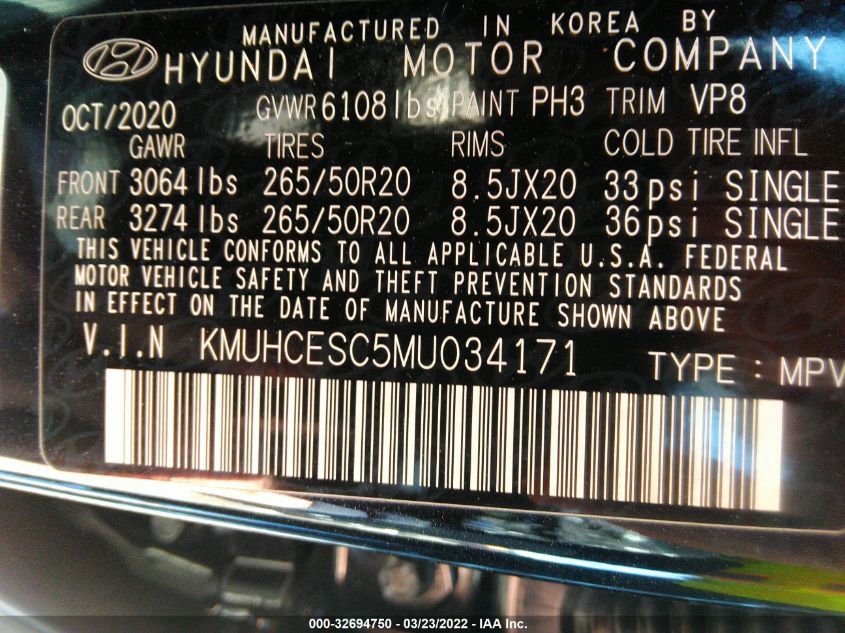 MANUFACTURED IN KOREA BY
HYUNDAI MOTOR COMPANY
OCT/2020 GVWR 6108 lbs PAINT PH3 TRIM VP8
GAWR TIRES RIMS COLD TIRE INFL
FRONT 3064 lbs 265/50R20 8.5JX20 33psi SINGLE
REAR 3274 lbs 265/50R20 8.5JX20 36psi SINGLE
THIS VEHICLE CONFORMS TO ALL APPLICABLE U.S.A. FEDERAL
MOTOR VEHICLE SAFETY AND THEFT PREVENTION STANDARDS
IN EFFECT ON THE DATE OF MANUFACTURE SHOWN ABOVE
V.I.N KMUHCESC5MU034171 TYPE : MPV
000-32694750 - 03/23/2022 - IAA Inc.